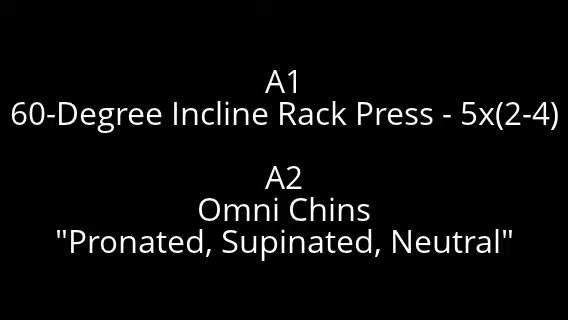 A1
60-Degree Incline Rack Press - 5x(2-4)
A2
Omni Chins
"Pronated, Supinated, Neutral"